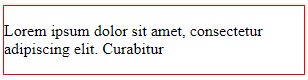 Lorem ipsum dolor sit amet, consectetur
adipiscing elit. Curabitur